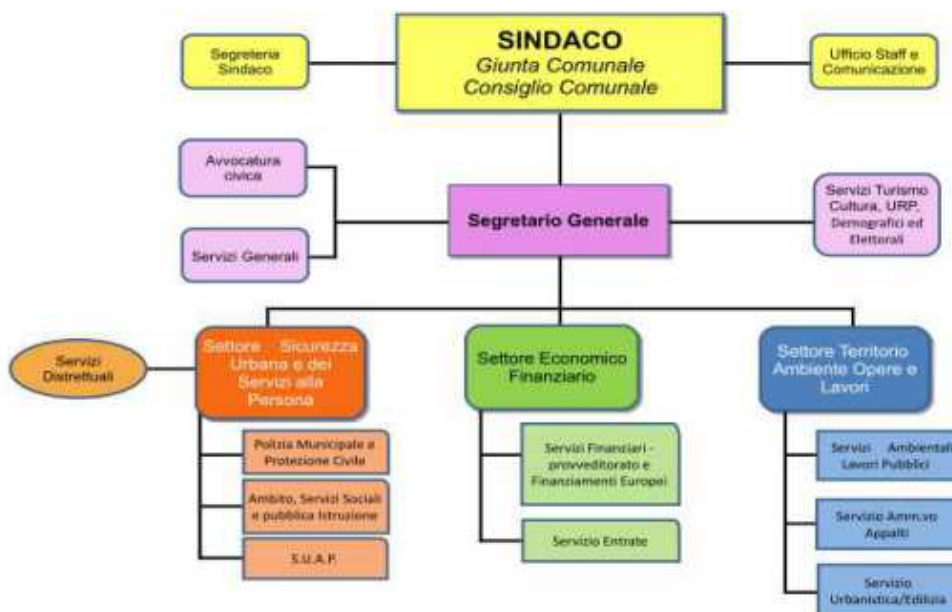 SINDACO
Giunta Comunale
Consiglio Comunale
Segreteria
Sindaco
Ufficio Staff e
Comunicazione
Avvocatura
civica
Servizi Generali
Segretario Generale
Servizi Turismo
Cultura, URP,
Demografici ed
Elettorali
Servizi
Distrettuali
Settore Sicurezza
Urbana e dei
Servizi alla
Persona
Polizia Municipale e
Protezione Civile
Ambito, Servizi Sociali
e pubblica Istruzione
S.U.A.P.
Settore Economico
Finanziario
Servizi Finanziari -
provveditorato e
Finanziamenti Europei
Servizio Entrate
Settore Territorio
Ambiente Opere e
Lavori
Servizi Ambientali
Lavori Pubblici
Servizio Amm.vo
Appalti
Servizio
Urbanistica/Edilizia